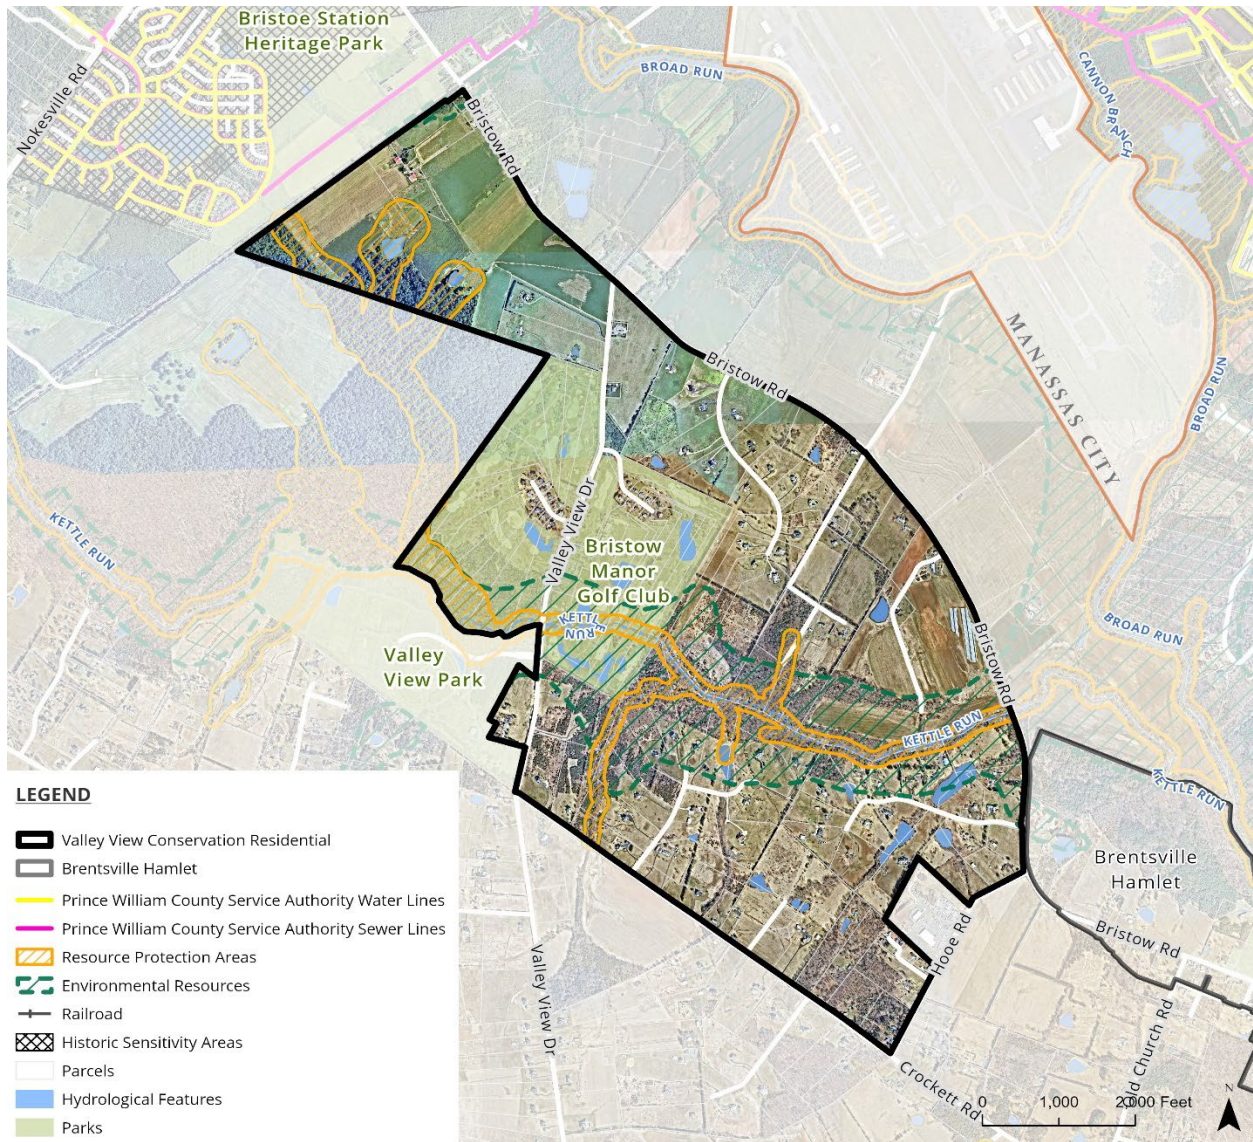 Bristoe Station
Heritage Park
Nokesville Rd
BROAD RUN
CANNON BRANCH
Bristow Rd
Bristow Rd
MANASSAS CITY
BROAD RUN
KETTLE RUN
Valley View Dr
Bristow
Manor
Golf Club
KETTLE
RUN
Valley
View Park
BROAD RUN
Bristow Rd
KETTLE RUN
KETTLE RUN
Brentsville
Hamlet
Bristow Rd
Hooe Rd
Valley View Dr
Old Church Rd
Crockett Rd
LEGEND
Valley View Conservation Residential
Brentsville Hamlet
Prince William County Service Authority Water Lines
Prince William County Service Authority Sewer Lines
Resource Protection Areas
Environmental Resources
Railroad
Historic Sensitivity Areas
Parcels
Hydrological Features
Parks
0 1,000 2,000 Feet
N